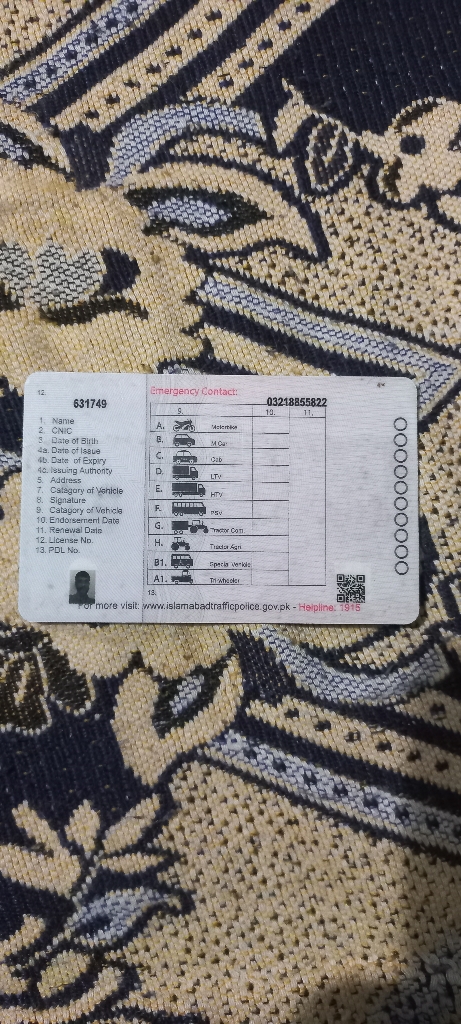 12.
631749
Emergency Contact:
03218855822
9.
10.
11.
1. Name
2. CNIC
3. Date of Birth
4a. Date of Issue
4b. Date of Expiry
4c. Issuing Authority
5. Address
7. Catagory of Vehicle
8. Signature
9. Catagory of Vehicle
10. Endorsement Date
11. Renewal Date
12. License No.
13. PDL No.
A. Motorbike
B. M.Car
C. Cab
D. LTV
E. HTV
F. PSV
G. Tractor Com
H. Tractor Agri
B1. Special Vehicle
A1. Tri wheeler
13.
For more visit: www.islamabadtrafficpolice.gov.pk - Helpline: 1915